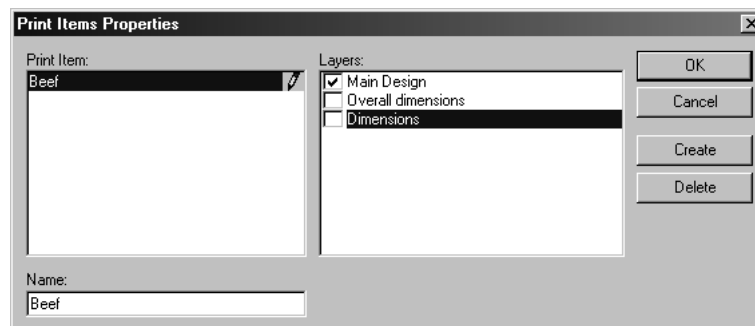 Print Items Properties
Print Item:
Beef
Layers:
Main Design
Overall dimensions
Dimensions
OK
Cancel
Create
Delete
Name:
Beef